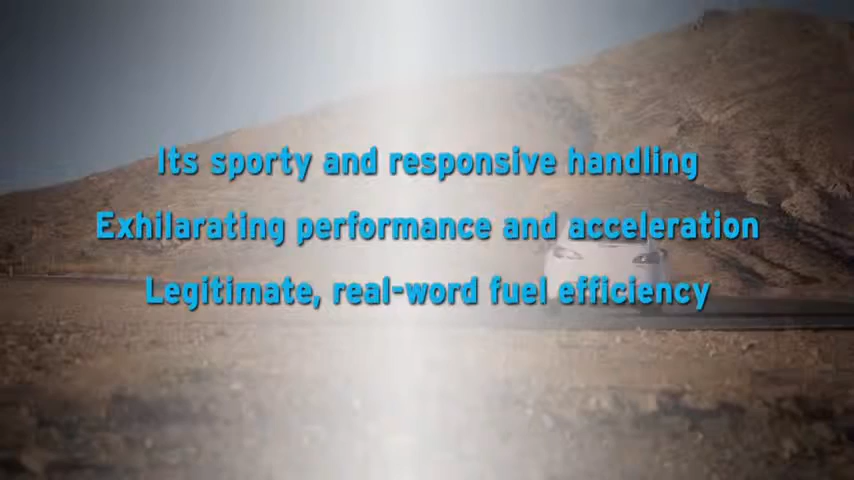 Its sporty and responsive handling
Exhilarating performance and acceleration
Legitimate, real-word fuel efficiency